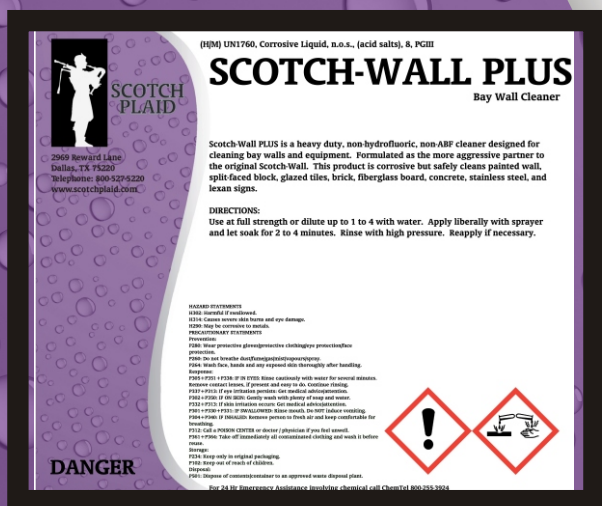 (H|M) UN1760, Corrosive Liquid, n.o.s., (acid salts), 8, PGIII
SCOTCH-WALL PLUS
Bay Wall Cleaner
SCOTCH
PLAID
2969 Reward Lane
Dallas, TX 75220
Telephone: 800-527-5220
www.scotchplaid.com
Scotch-Wall PLUS is a heavy duty, non-hydrofluoric, non-ABF cleaner designed for
cleaning bay walls and equipment. Formulated as the more aggressive partner to
the original Scotch-Wall. This product is corrosive but safely cleans painted wall,
split-faced block, glazed tiles, brick, fiberglass board, concrete, stainless steel, and
lexan signs.
DIRECTIONS:
Use at full strength or dilute up to 1 to 4 with water. Apply liberally with sprayer
and let soak for 2 to 4 minutes. Rinse with high pressure. Reapply if necessary.
HAZARD STATEMENTS
H302: Harmful if swallowed.
H314: Causes severe skin burns and eye damage.
H290: May be corrosive to metals.
PRECAUTIONARY STATEMENTS
Prevention:
P280: Wear protective gloves/protective clothing/eye protection/face
protection.
P260: Do not breathe dust/fume/gas/mist/vapours/spray.
P264: Wash face, hands and any exposed skin thoroughly after handling.
Response:
P305+P351+P338: IF IN EYES: Rinse cautiously with water for several minutes.
Remove contact lenses, if present and easy to do. Continue rinsing.
P337+P313: If eye irritation persists: Get medical advice/attention.
P302+P350: IF ON SKIN: Gently wash with plenty of soap and water.
P332+P313: If skin irritation occurs: Get medical advice/attention.
P301+P330+P331: IF SWALLOWED: Rinse mouth. Do NOT induce vomiting.
P304+P340: IF INHALED: Remove person to fresh air and keep comfortable for
breathing.
P312: Call a POISON CENTER or doctor / physician if you feel unwell.
P361+P364: Take off immediately all contaminated clothing and wash it before
reuse.
Storage:
P234: Keep only in original packaging.
P102: Keep out of reach of children.
Disposal:
P501: Dispose of contents/container to an approved waste disposal plant.
DANGER
For 24 Hr Emergency Assistance involving chemical call ChemTel 800-255-3924